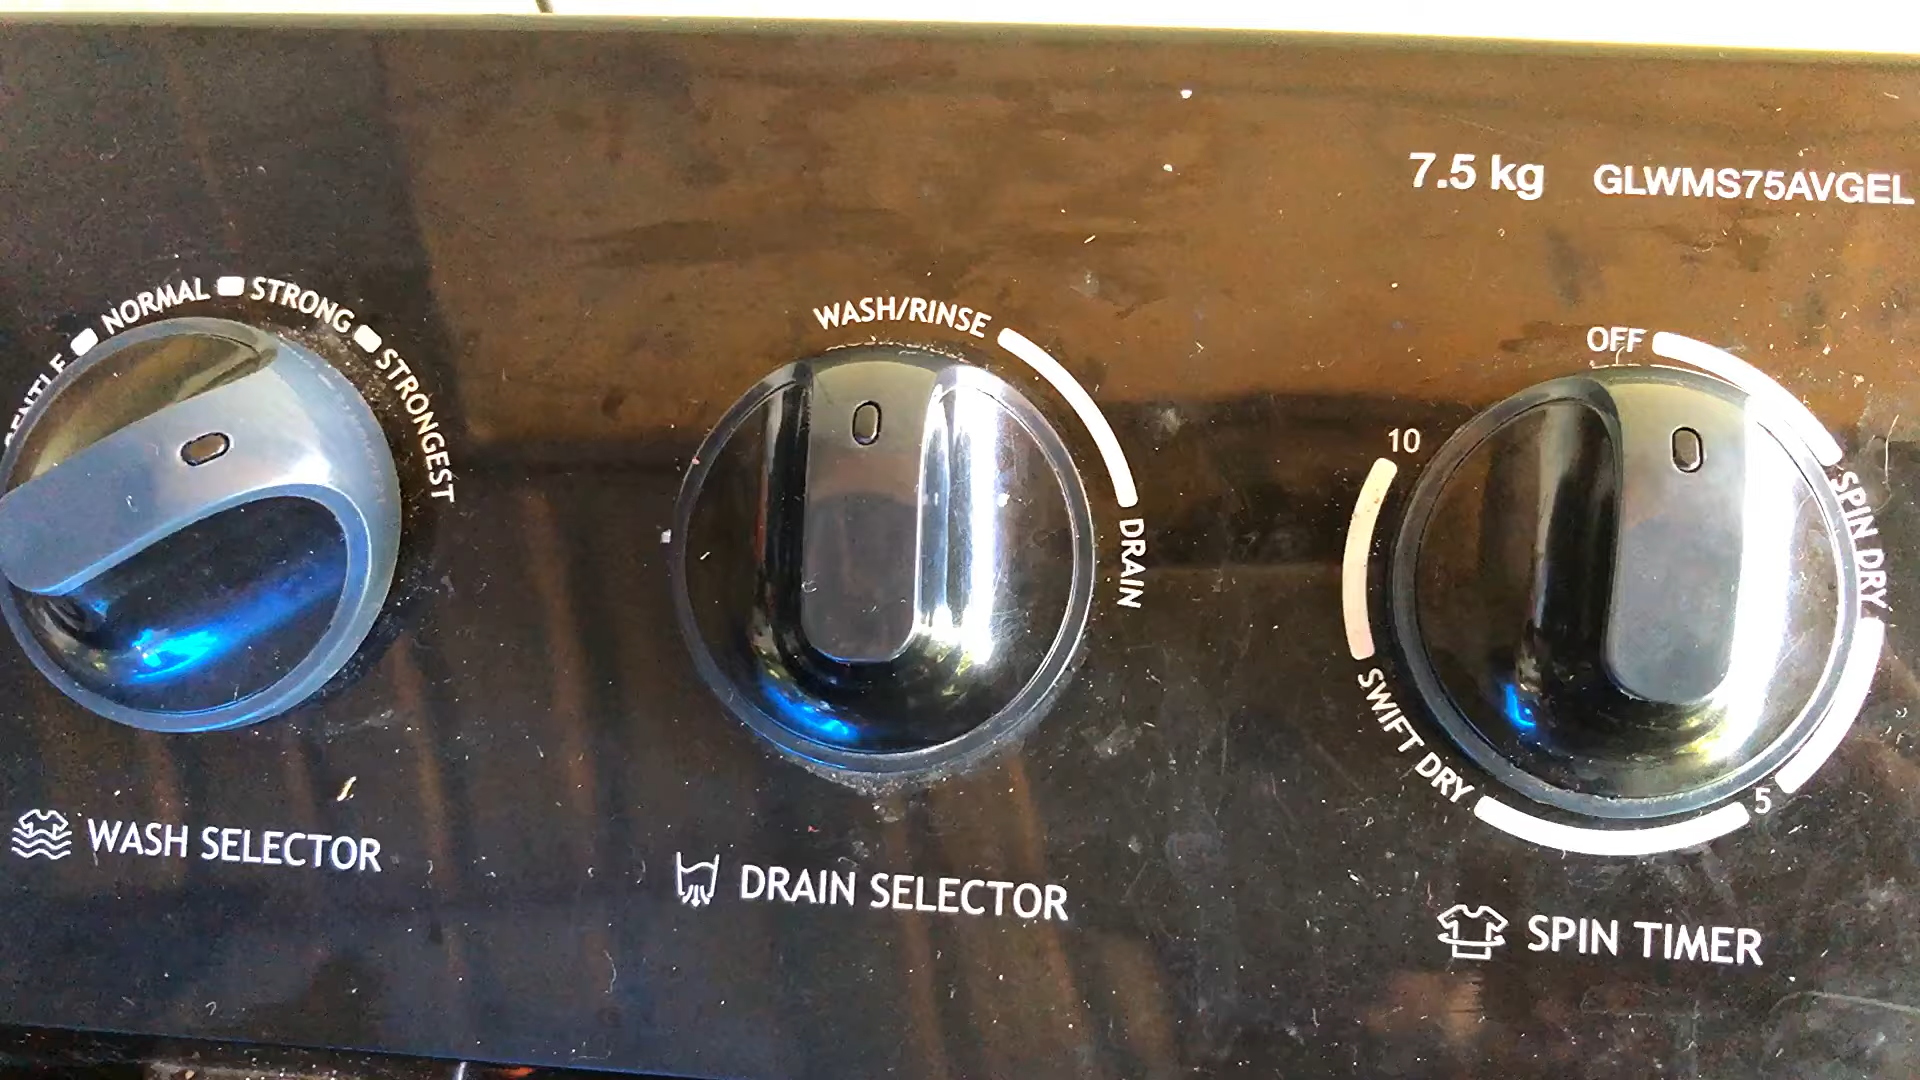 7.5 kg GLWMS75AVGEL
NORMAL STRONG STRONGEST
WASH/RINSE DRAIN
OFF SPIN DRY 5 SWIFT DRY 10
WASH SELECTOR
DRAIN SELECTOR
SPIN TIMER